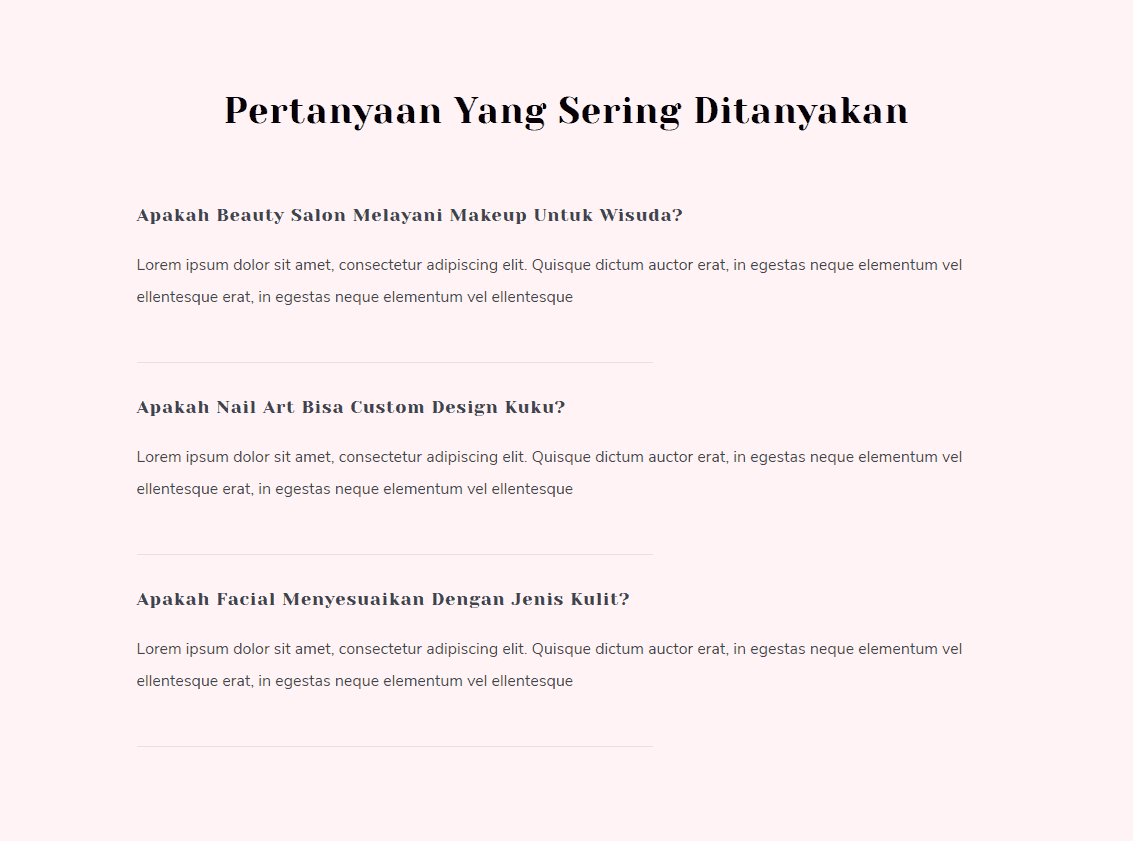 Pertanyaan Yang Sering Ditanyakan
Apakah Beauty Salon Melayani Makeup Untuk Wisuda?
Lorem ipsum dolor sit amet, consectetur adipiscing elit. Quisque dictum auctor erat, in egestas neque elementum vel
ellentesque erat, in egestas neque elementum vel ellentesque
Apakah Nail Art Bisa Custom Design Kuku?
Lorem ipsum dolor sit amet, consectetur adipiscing elit. Quisque dictum auctor erat, in egestas neque elementum vel
ellentesque erat, in egestas neque elementum vel ellentesque
Apakah Facial Menyesuaikan Dengan Jenis Kulit?
Lorem ipsum dolor sit amet, consectetur adipiscing elit. Quisque dictum auctor erat, in egestas neque elementum vel
ellentesque erat, in egestas neque elementum vel ellentesque